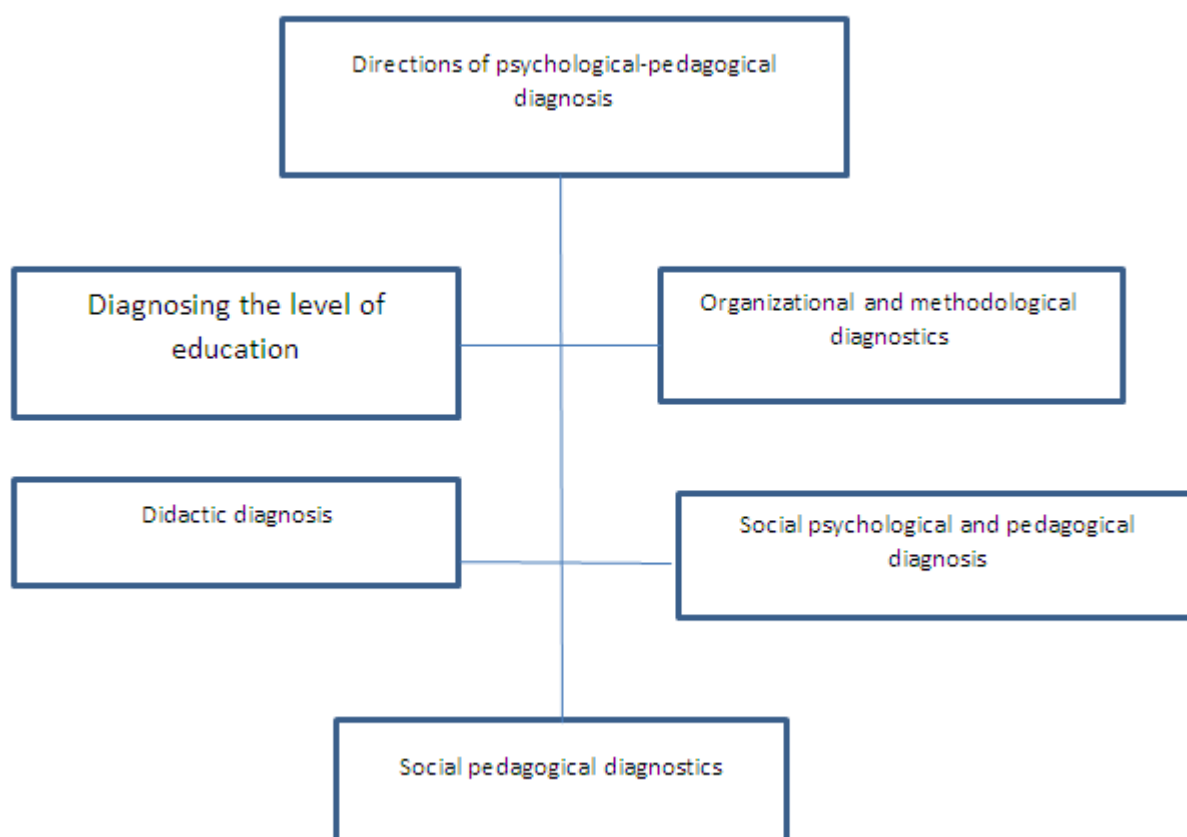 Directions of psychological-pedagogical
diagnosis
Diagnosing the level of
education
Organizational and methodological
diagnostics
Didactic diagnosis
Social psychological and pedagogical
diagnosis
Social pedagogical diagnostics